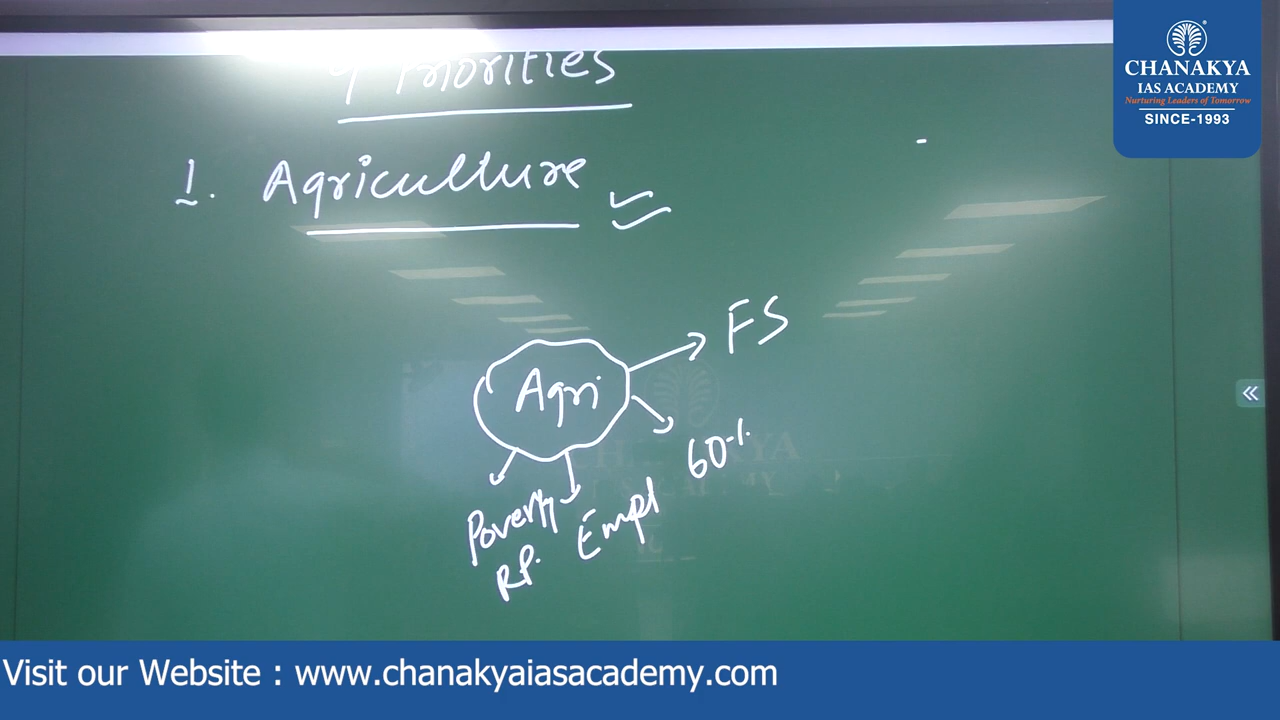 9 Priorities
1. Agriculture
Agri
FS
60%
Empl
Poverty
RP.
CHANAKYA
IAS ACADEMY
Nurturing Leaders of Tomorrow
SINCE-1993
Visit our Website : www.chanakyaiasacademy.com